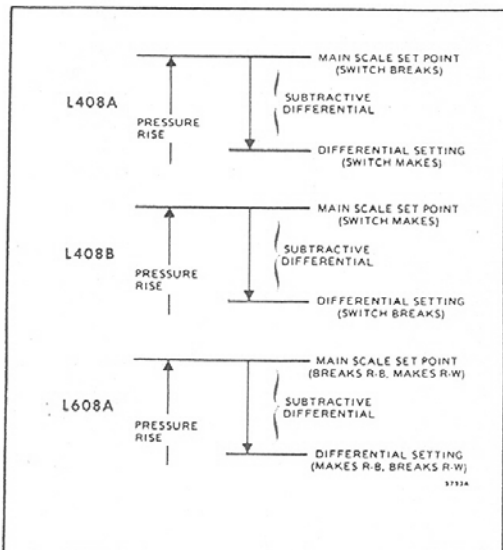 L408A
MAIN SCALE SET POINT
(SWITCH BREAKS)
SUBTRACTIVE
DIFFERENTIAL
PRESSURE
RISE
DIFFERENTIAL SETTING
(SWITCH MAKES)
L408B
MAIN SCALE SET POINT
(SWITCH MAKES)
SUBTRACTIVE
DIFFERENTIAL
PRESSURE
RISE
DIFFERENTIAL SETTING
(SWITCH BREAKS)
L608A
MAIN SCALE SET POINT
(BREAKS R-B, MAKES R-W)
SUBTRACTIVE
DIFFERENTIAL
PRESSURE
RISE
DIFFERENTIAL SETTING
(MAKES R-B, BREAKS R-W)